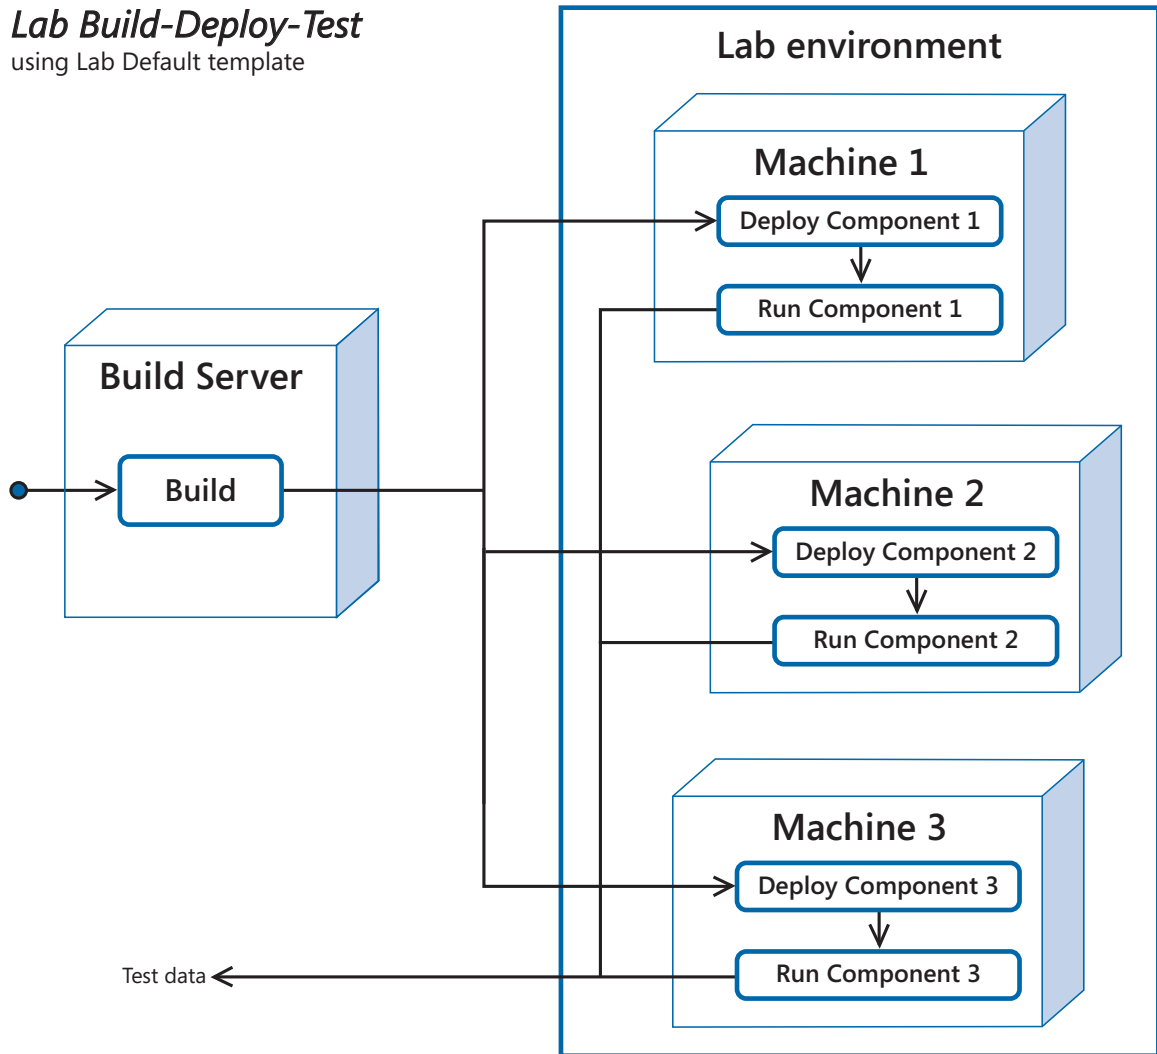 Lab Build-Deploy-Test
using Lab Default template
Lab environment
Machine 1
Deploy Component 1
Run Component 1
Build Server
Build
Machine 2
Deploy Component 2
Run Component 2
Machine 3
Deploy Component 3
Run Component 3
Test data